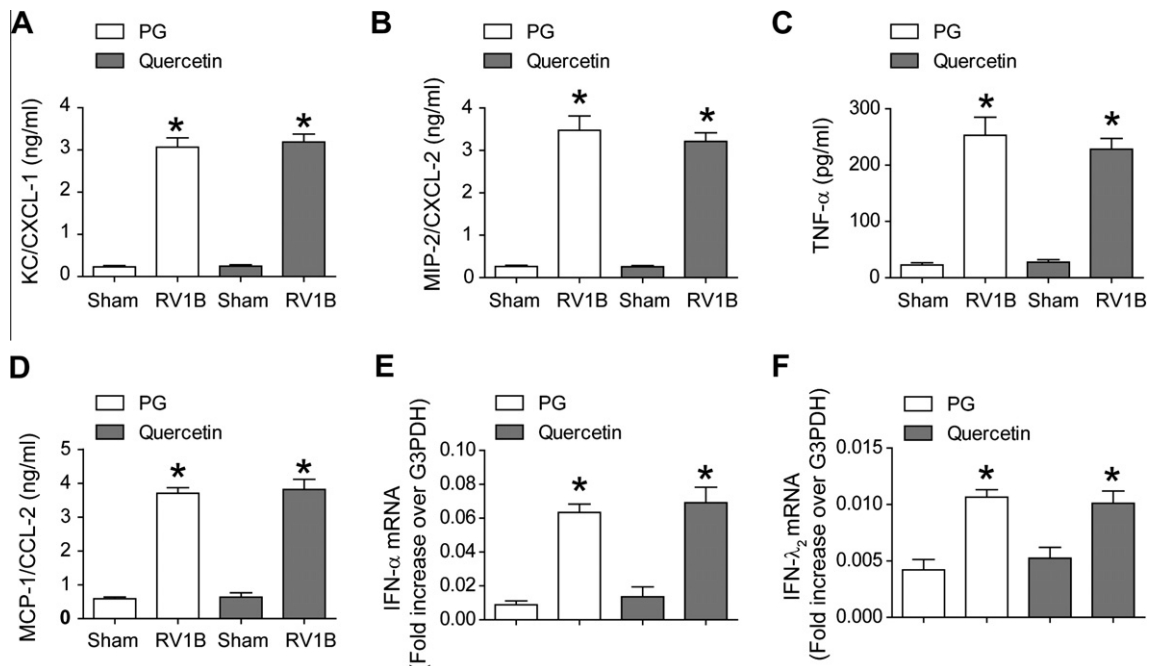 A
PG
Quercetin
KC/CXCL-1 (ng/ml)
4
3
2
1
0
*
*
Sham RV1B Sham RV1B
B
PG
Quercetin
MIP-2/CXCL-2 (ng/ml)
4
3
2
1
0
*
*
Sham RV1B Sham RV1B
C
PG
Quercetin
TNF-α (pg/ml)
300
200
100
0
*
*
Sham RV1B Sham RV1B
D
PG
Quercetin
MCP-1/CCL-2 (ng/ml)
5
4
3
2
1
0
*
*
Sham RV1B Sham RV1B
E
PG
Quercetin
IFN-α mRNA
(Fold increase over G3PDH)
0.10
0.08
0.06
0.04
0.02
0.00
*
*
F
PG
Quercetin
IFN-λ₂ mRNA
(Fold increase over G3PDH)
0.015
0.010
0.005
0.000
*
*